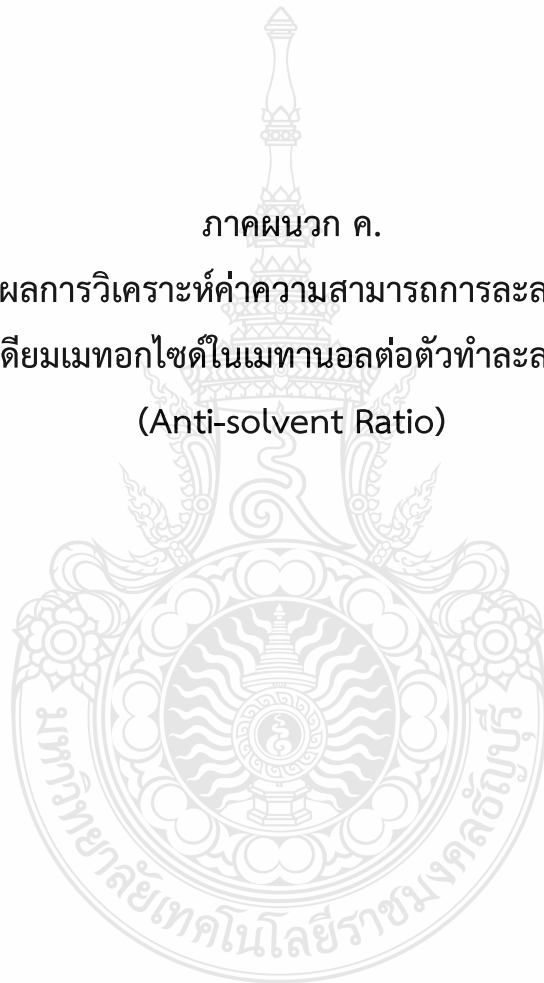 ภาคผนวก ค.
ผลการวิเคราะห์ค่าความสามารถการละล
ดียมเมทอกไซด์ในเมทานอลต่อตัวทำละล
(Anti-solvent Ratio)
มหาวิทยาลัยเทคโนโลยีราชมงคลธัญบุรี